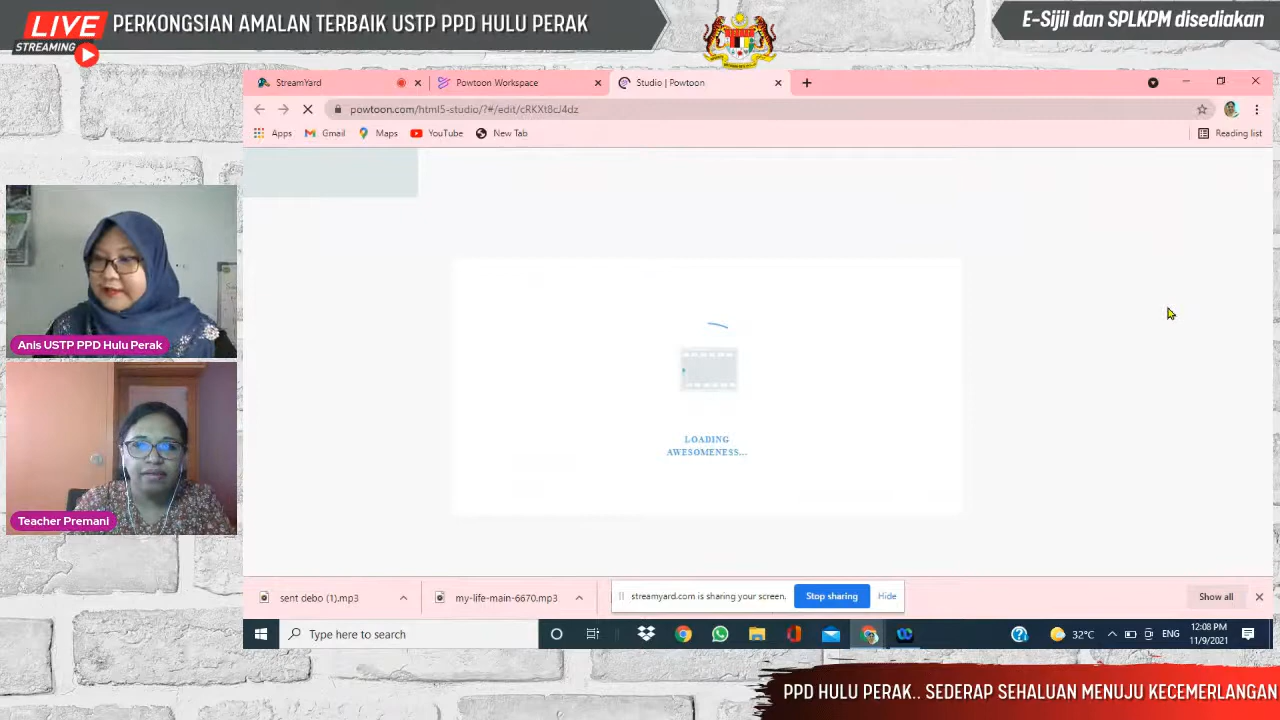 LIVE
STREAMING
PERKONGSIAN AMALAN TERBAIK USTP PPD HULU PERAK
E-Sijil dan SPLKPM disediakan
StreamYard
Powtoon Workspace
Studio | Powtoon
powtoon.com/html5-studio/?#/edit/cRKXt8cJ4dz
Apps
Gmail
Maps
YouTube
New Tab
Reading list
Anis USTP PPD Hulu Perak
Teacher Premani
LOADING
AWESOMENESS...
sent debo (1).mp3
my-life-main-6670.mp3
streamyard.com is sharing your screen.
Stop sharing
Hide
Show all
Type here to search
32°C
ENG
12:08 PM
11/9/2021
PPD HULU PERAK.. SEDERAP SEHALUAN MENUJU KECEMERLANGAN